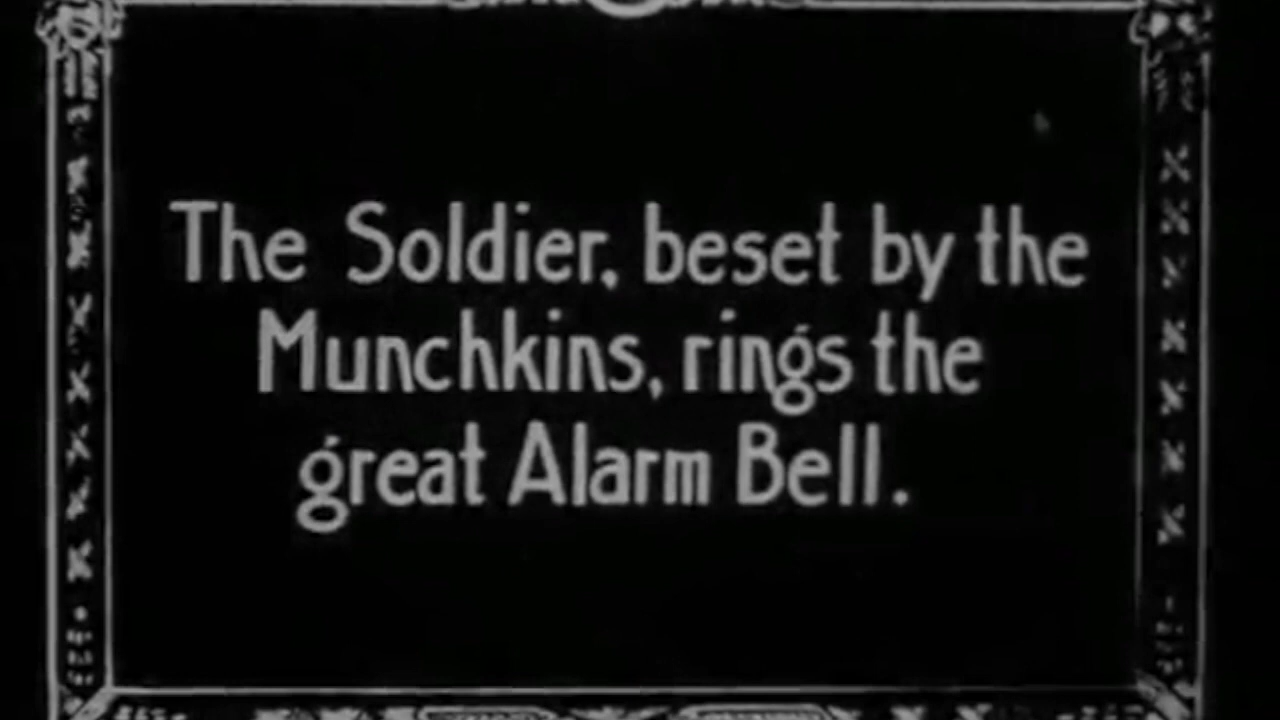 The Soldier, beset by the
Munchkins, rings the
great Alarm Bell.